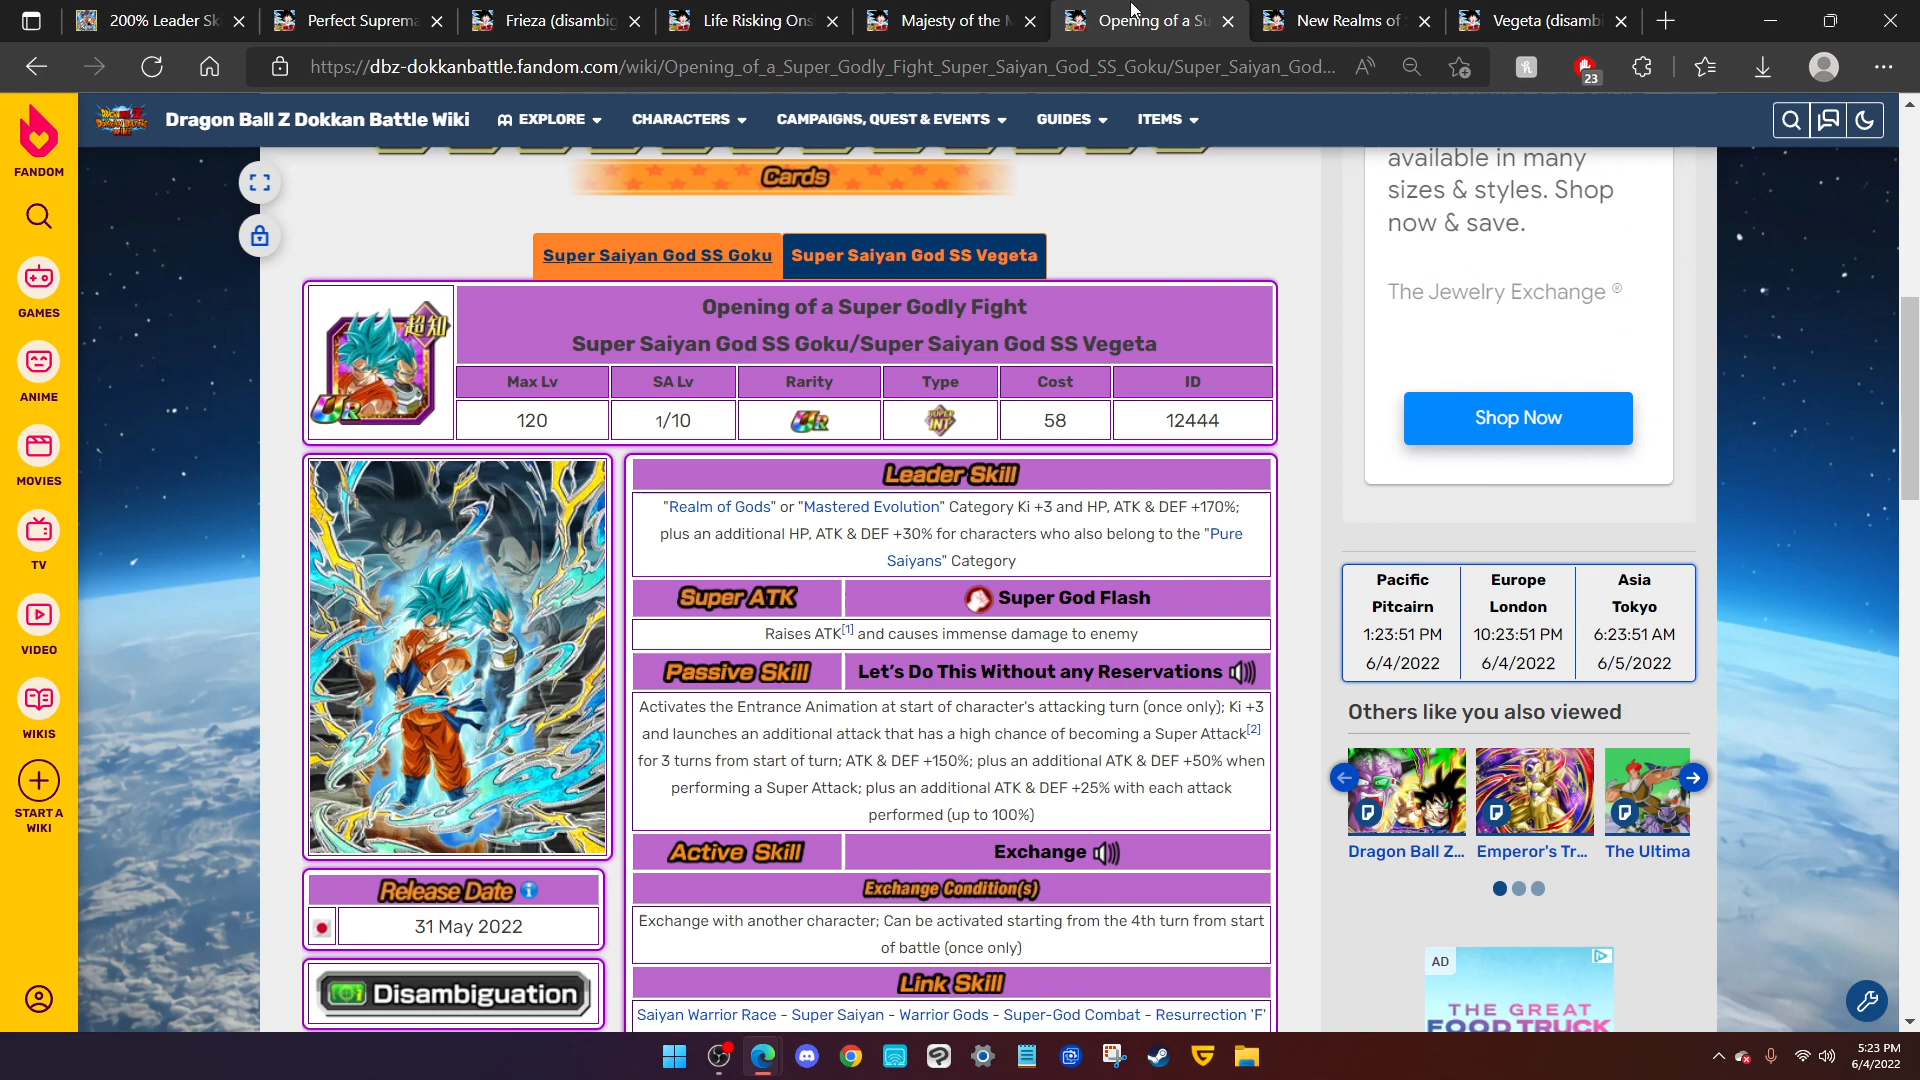 200% Leader Sk
Perfect Suprema
Frieza (disambig
Life Risking Ons
Majesty of the
Opening of a Su
New Realms of
Vegeta (disambi
https://dbz-dokkanbattle.fandom.com/wiki/Opening_of_a_Super_Godly_Fight_Super_Saiyan_God_SS_Goku/Super_Saiyan_God...
23
FANDOM
GAMES
ANIME
MOVIES
TV
VIDEO
WIKIS
START A
WIKI
Dragon Ball Z Dokkan Battle Wiki
EXPLORE
CHARACTERS
CAMPAIGNS, QUEST & EVENTS
GUIDES
ITEMS
Cards
Super Saiyan God SS Goku
Super Saiyan God SS Vegeta
超知
UR
Opening of a Super Godly Fight
Super Saiyan God SS Goku/Super Saiyan God SS Vegeta
Max Lv
SA Lv
Rarity
Type
Cost
ID
120
1/10
UR
SUPER INT
58
12444
Leader Skill
"Realm of Gods" or "Mastered Evolution" Category Ki +3 and HP, ATK & DEF +170%;
plus an additional HP, ATK & DEF +30% for characters who also belong to the "Pure
Saiyans" Category
Super ATK
Super God Flash
Raises ATK[1] and causes immense damage to enemy
Passive Skill
Let's Do This Without any Reservations
Activates the Entrance Animation at start of character's attacking turn (once only); Ki +3
and launches an additional attack that has a high chance of becoming a Super Attack[2]
for 3 turns from start of turn; ATK & DEF +150%; plus an additional ATK & DEF +50% when
performing a Super Attack; plus an additional ATK & DEF +25% with each attack
performed (up to 100%)
Active Skill
Exchange
Exchange Condition(s)
Exchange with another character; Can be activated starting from the 4th turn from start
of battle (once only)
Link Skill
Saiyan Warrior Race - Super Saiyan - Warrior Gods - Super-God Combat - Resurrection 'F'
Release Date
31 May 2022
Disambiguation
available in many
sizes & styles. Shop
now & save.
The Jewelry Exchange ®
Shop Now
Pacific
Pitcairn
1:23:51 PM
6/4/2022
Europe
London
10:23:51 PM
6/4/2022
Asia
Tokyo
6:23:51 AM
6/5/2022
Others like you also viewed
Dragon Ball Z...
Emperor's Tr...
The Ultima
AD
THE GREAT
FOOD TRUCK
5:23 PM
6/4/2022